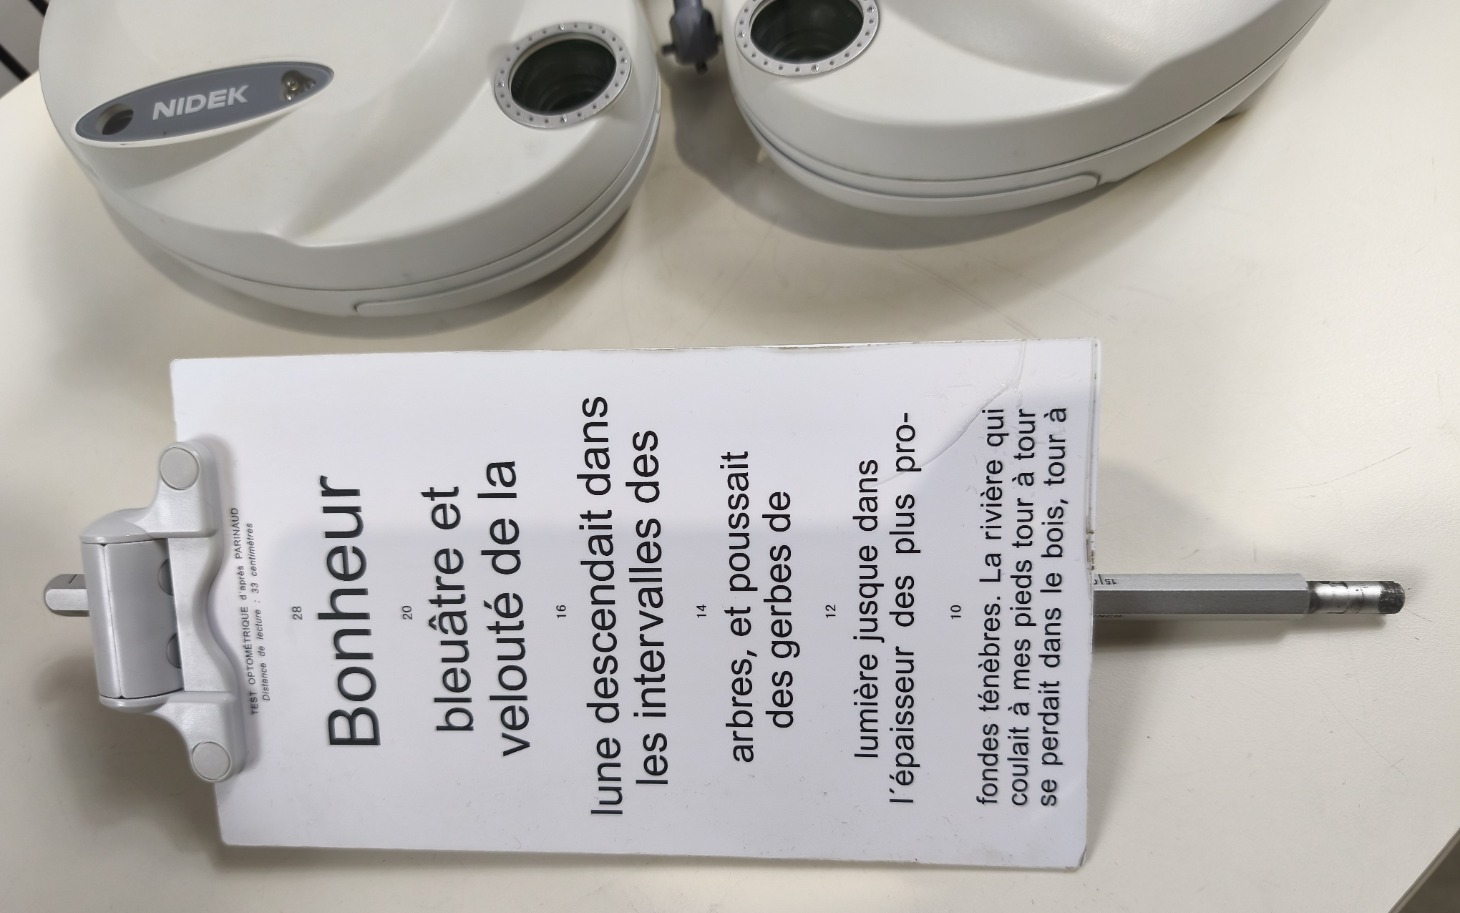 NIDEK
TEST OPTOMÉTRIQUE d'après PARINAUD
Distance de lecture : 33 centimètres
28
Bonheur
20
bleuâtre et
velouté de la
16
lune descendait dans
les intervalles des
14
arbres, et poussait
des gerbes de
12
lumière jusque dans
l'épaisseur des plus pro-
10
fondes ténèbres. La rivière qui
coulait à mes pieds tour à tour
se perdait dans le bois, tour à